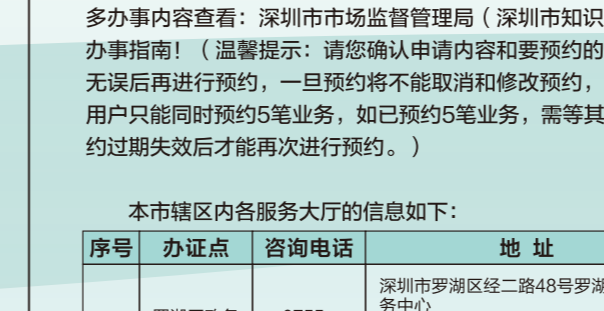 多办事内容查看：深圳市市场监督管理局（深圳市知识
办事指南！（温馨提示：请您确认申请内容和要预约的
无误后再进行预约，一旦预约将不能取消和修改预约，
用户只能同时预约5笔业务，如已预约5笔业务，需等其
约过期失效后才能再次进行预约。）
本市辖区内各服务大厅的信息如下：
序号 办证点 咨询电话 地 址
深圳市罗湖区经二路48号罗湖
务中心